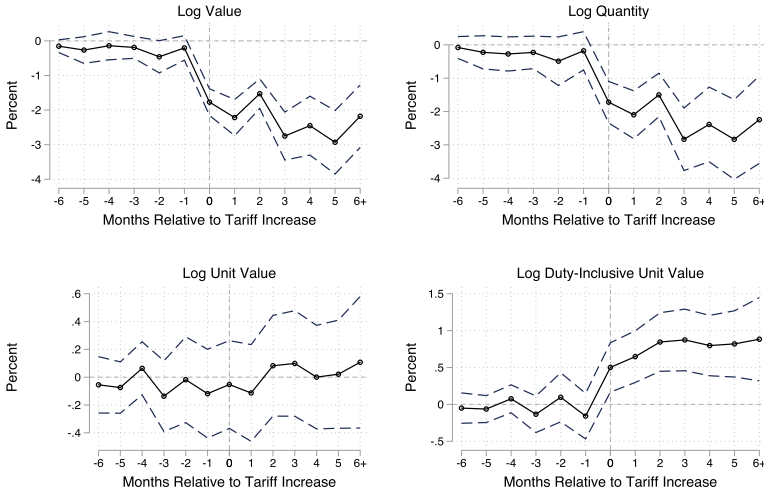 Log Value
Percent
0
-1
-2
-3
-4
-6 -5 -4 -3 -2 -1 0 1 2 3 4 5 6+
Months Relative to Tariff Increase
Log Quantity
Percent
0
-1
-2
-3
-4
-6 -5 -4 -3 -2 -1 0 1 2 3 4 5 6+
Months Relative to Tariff Increase
Log Unit Value
Percent
.6
.4
.2
0
-.2
-.4
-6 -5 -4 -3 -2 -1 0 1 2 3 4 5 6+
Months Relative to Tariff Increase
Log Duty-Inclusive Unit Value
Percent
1.5
1
.5
0
-.5
-6 -5 -4 -3 -2 -1 0 1 2 3 4 5 6+
Months Relative to Tariff Increase